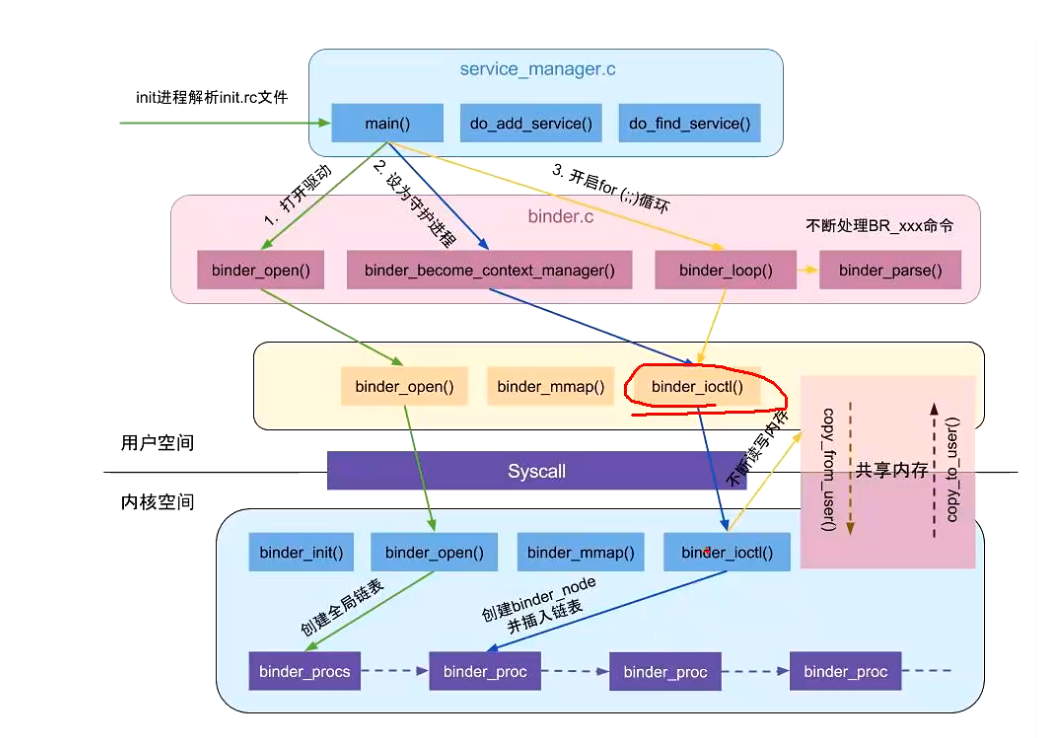 service_manager.c
init进程解析init.rc文件
main()
do_add_service()
do_find_service()
1. 打开驱动
2. 设为守护进程
3. 开启for (;;)循环
binder.c
不断处理BR_xxx命令
binder_open()
binder_become_context_manager()
binder_loop()
binder_parse()
binder_open()
binder_mmap()
binder_ioctl()
用户空间
Syscall
不断读写内存
copy_from_user()
共享内存
copy_to_user()
内核空间
binder_init()
binder_open()
binder_mmap()
binder_ioctl()
创建全局链表
创建binder_node
并插入链表
binder_procs
binder_proc
binder_proc
binder_proc